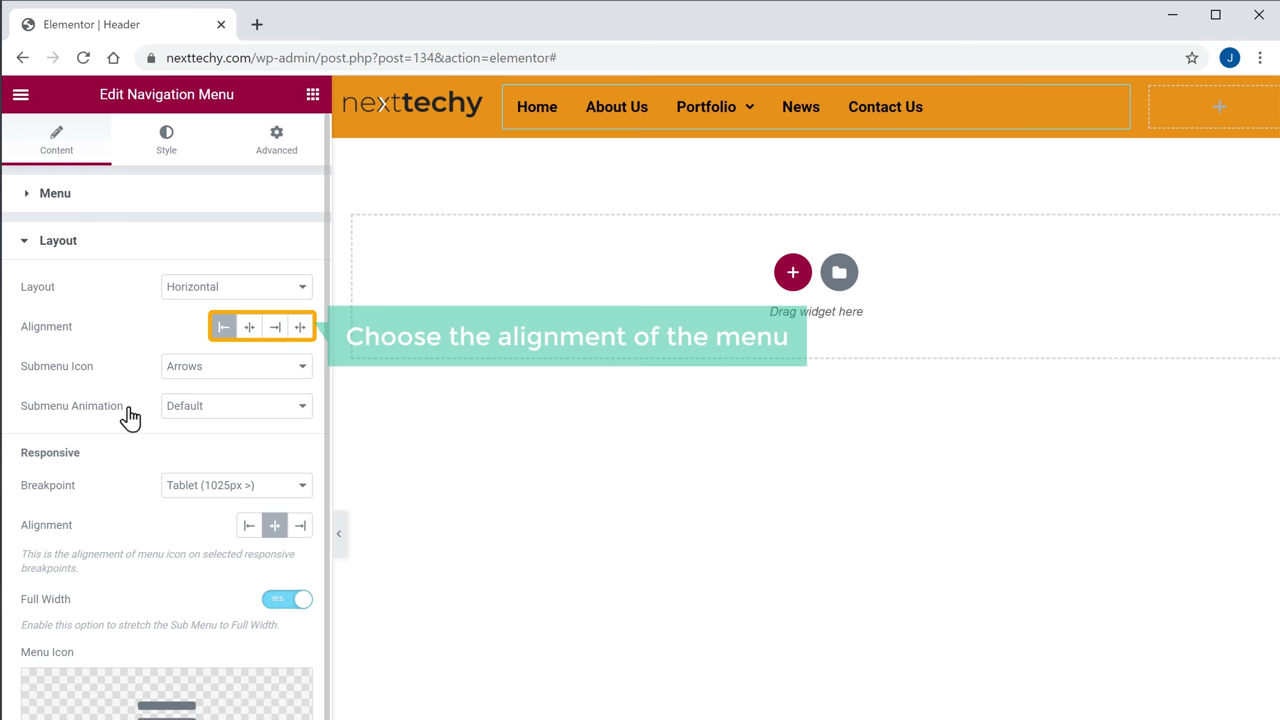 Elementor | Header
nexttechy.com/wp-admin/post.php?post=134&action=elementor#
J
Edit Navigation Menu
nexttechy
Home About Us Portfolio News Contact Us
Content Style Advanced
Menu
Layout
Layout Horizontal
Alignment
Drag widget here
Choose the alignment of the menu
Submenu Icon Arrows
Submenu Animation Default
Responsive
Breakpoint Tablet (1025px >)
Alignment
This is the alignement of menu icon on selected responsive
breakpoints.
Full Width YES
Enable this option to stretch the Sub Menu to Full Width.
Menu Icon